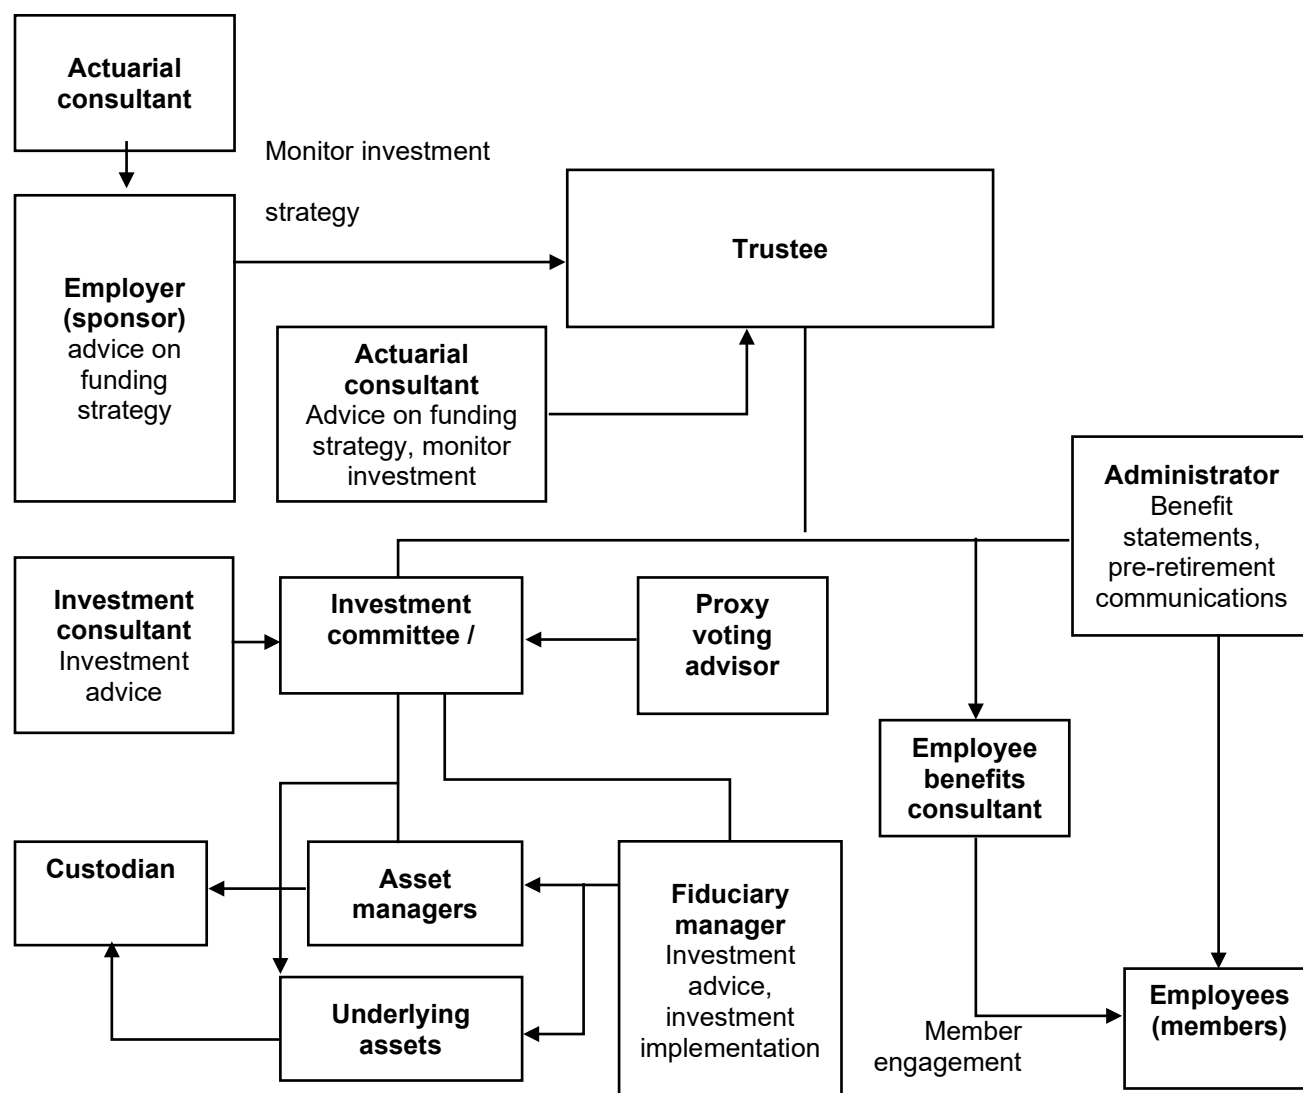 Actuarial
consultant
Monitor investment
strategy
Trustee
Employer
(sponsor)
advice on
funding
strategy
Actuarial
consultant
Advice on funding
strategy, monitor
investment
Administrator
Benefit
statements,
pre-retirement
communications
Investment
consultant
Investment
advice
Investment
committee /
Proxy
voting
advisor
Employee
benefits
consultant
Custodian
Asset
managers
Fiduciary
manager
Investment
advice,
investment
implementation
Underlying
assets
Member
engagement
Employees
(members)